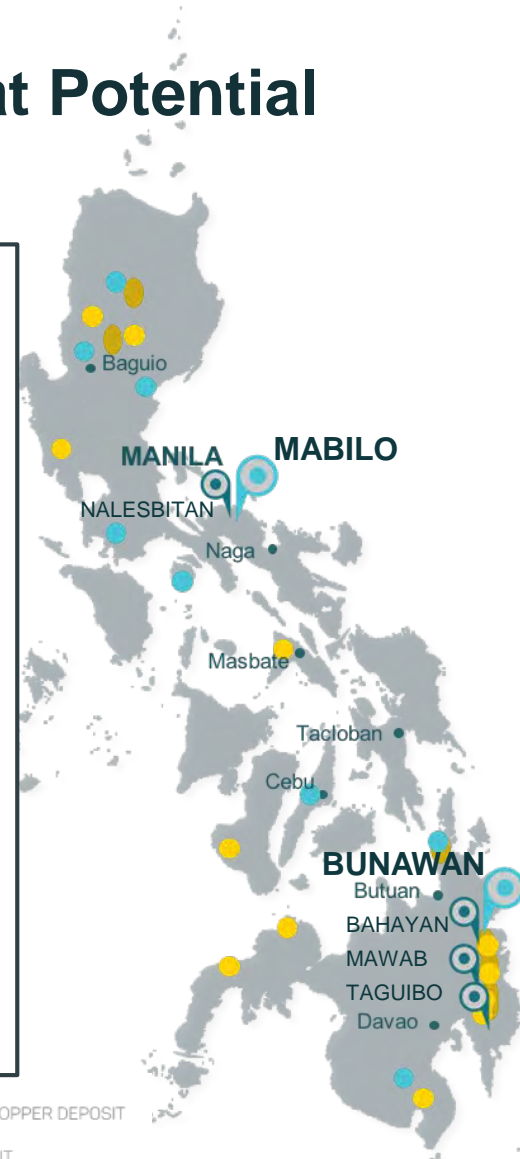 at Potential
Baguio
MANILA
MABILO
NALESBITAN
Naga
Masbate
Tacloban
Cebu
BUNAWAN
Butuan
BAHAYAN
MAWAB
TAGUIBO
Davao
OPPER DEPOSIT